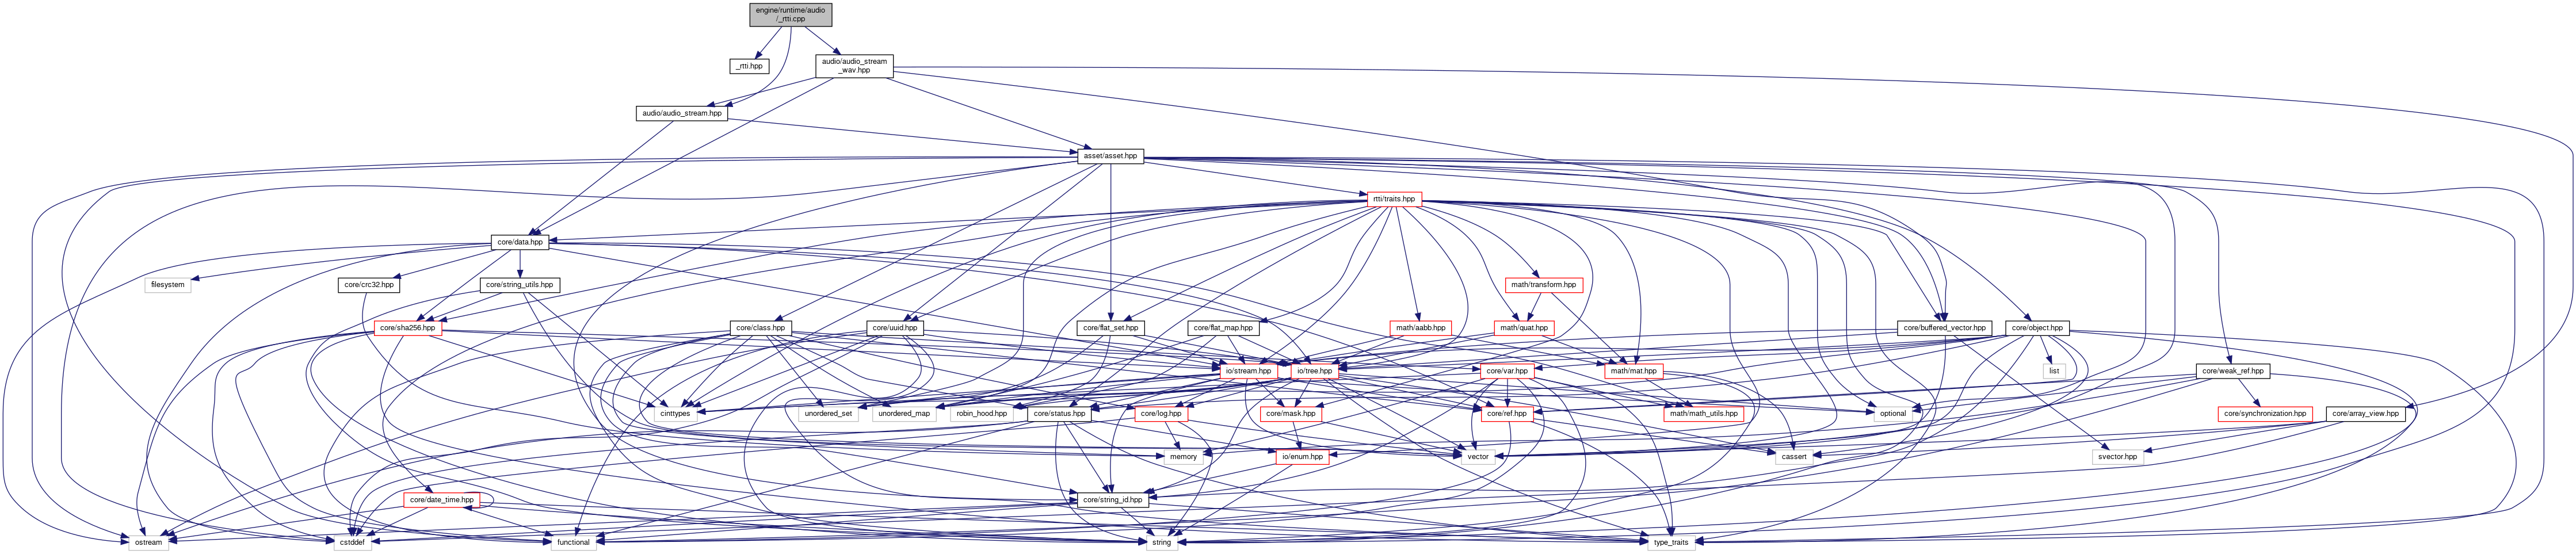 engine/runtime/audio
/_rtti.cpp
_rtti.hpp
audio/audio_stream
_wav.hpp
audio/audio_stream.hpp
asset/asset.hpp
rtti/traits.hpp
core/data.hpp
filesystem
core/crc32.hpp
core/string_utils.hpp
math/transform.hpp
core/sha256.hpp
core/class.hpp
core/uuid.hpp
core/flat_set.hpp
core/flat_map.hpp
math/aabb.hpp
math/quat.hpp
core/buffered_vector.hpp
core/object.hpp
io/stream.hpp
io/tree.hpp
core/var.hpp
math/mat.hpp
list
core/weak_ref.hpp
cinttypes
unordered_set
unordered_map
robin_hood.hpp
core/status.hpp
core/log.hpp
core/mask.hpp
core/ref.hpp
math/math_utils.hpp
optional
core/synchronization.hpp
core/array_view.hpp
memory
io/enum.hpp
vector
cassert
svector.hpp
core/date_time.hpp
core/string_id.hpp
ostream
cstddef
functional
string
type_traits